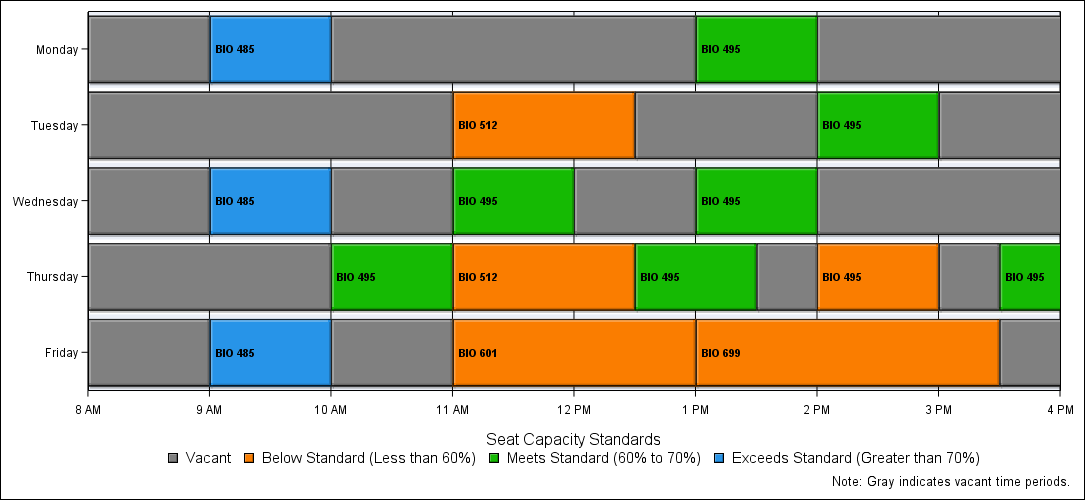 Monday BIO 485 BIO 495
Tuesday BIO 512 BIO 495
Wednesday BIO 485 BIO 495 BIO 495
Thursday BIO 495 BIO 512 BIO 495 BIO 495 BIO 495
Friday BIO 485 BIO 601 BIO 699
8 AM 9 AM 10 AM 11 AM 12 PM 1 PM 2 PM 3 PM 4 PM
Seat Capacity Standards
Vacant Below Standard (Less than 60%) Meets Standard (60% to 70%) Exceeds Standard (Greater than 70%)
Note: Gray indicates vacant time periods.